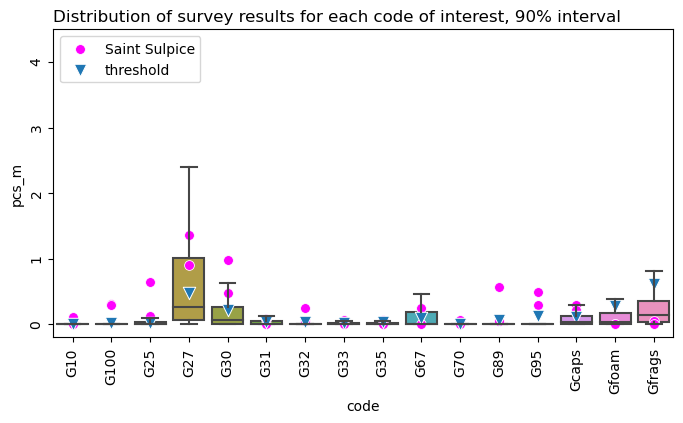 Distribution of survey results for each code of interest, 90% interval
Saint Sulpice
threshold
4
3
2
1
0
pcs_m
G10
G100
G25
G27
G30
G31
G32
G33
G35
G67
G70
G89
G95
Gcaps
Gfoam
Gfrags
code